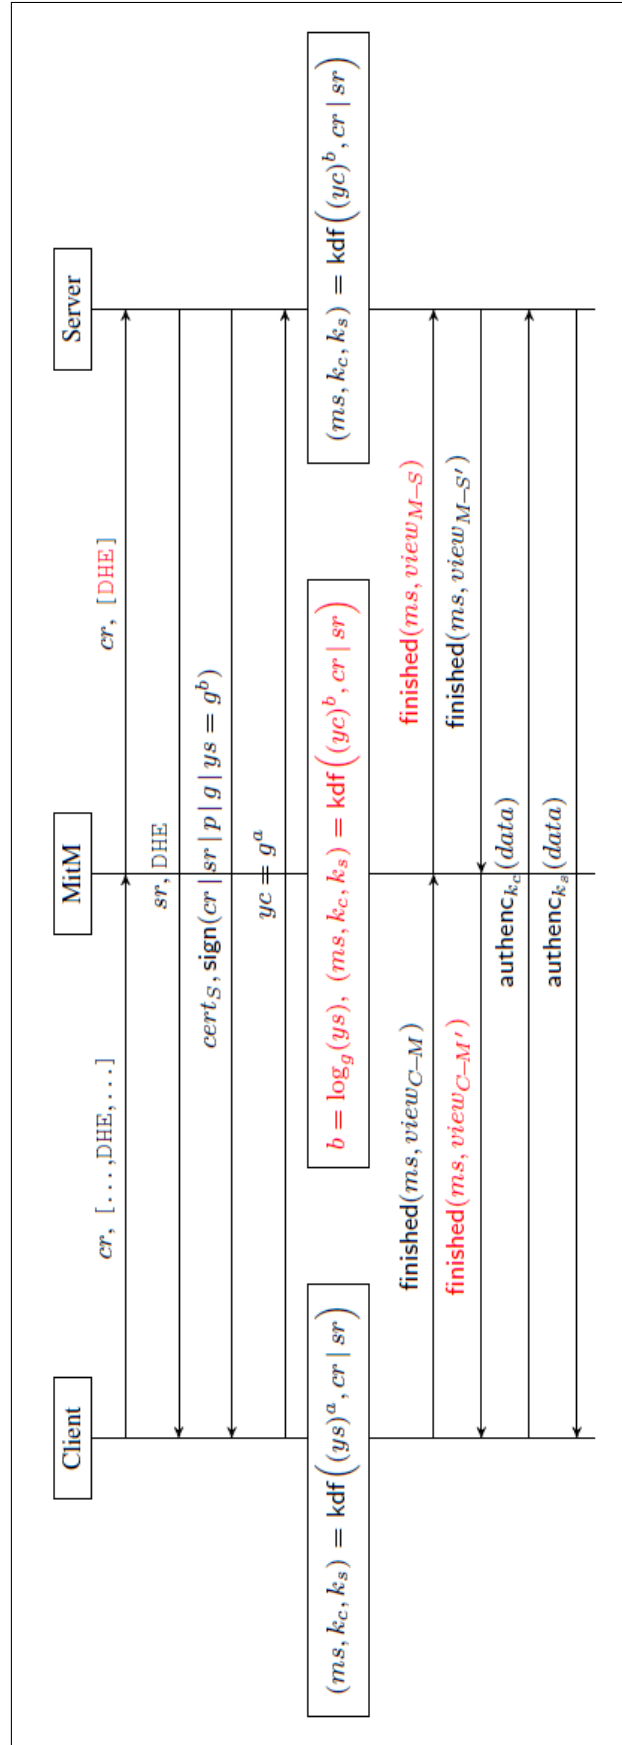 Client
MitM
Server
cr, [...,DHE,...]
cr, [DHE]
sr, DHE
cert_S, sign(cr | sr | p | g | ys = g^b)
yc = g^a
(ms, k_c, k_s) = kdf((ys)^a, cr | sr)
b = log_g(ys), (ms, k_c, k_s) = kdf((yc)^b, cr | sr)
(ms, k_c, k_s) = kdf((yc)^b, cr | sr)
finished(ms, view_{C–M})
finished(ms, view_{M–S})
finished(ms, view_{C–M'})
finished(ms, view_{M–S'})
authenc_{k_c}(data)
authenc_{k_s}(data)